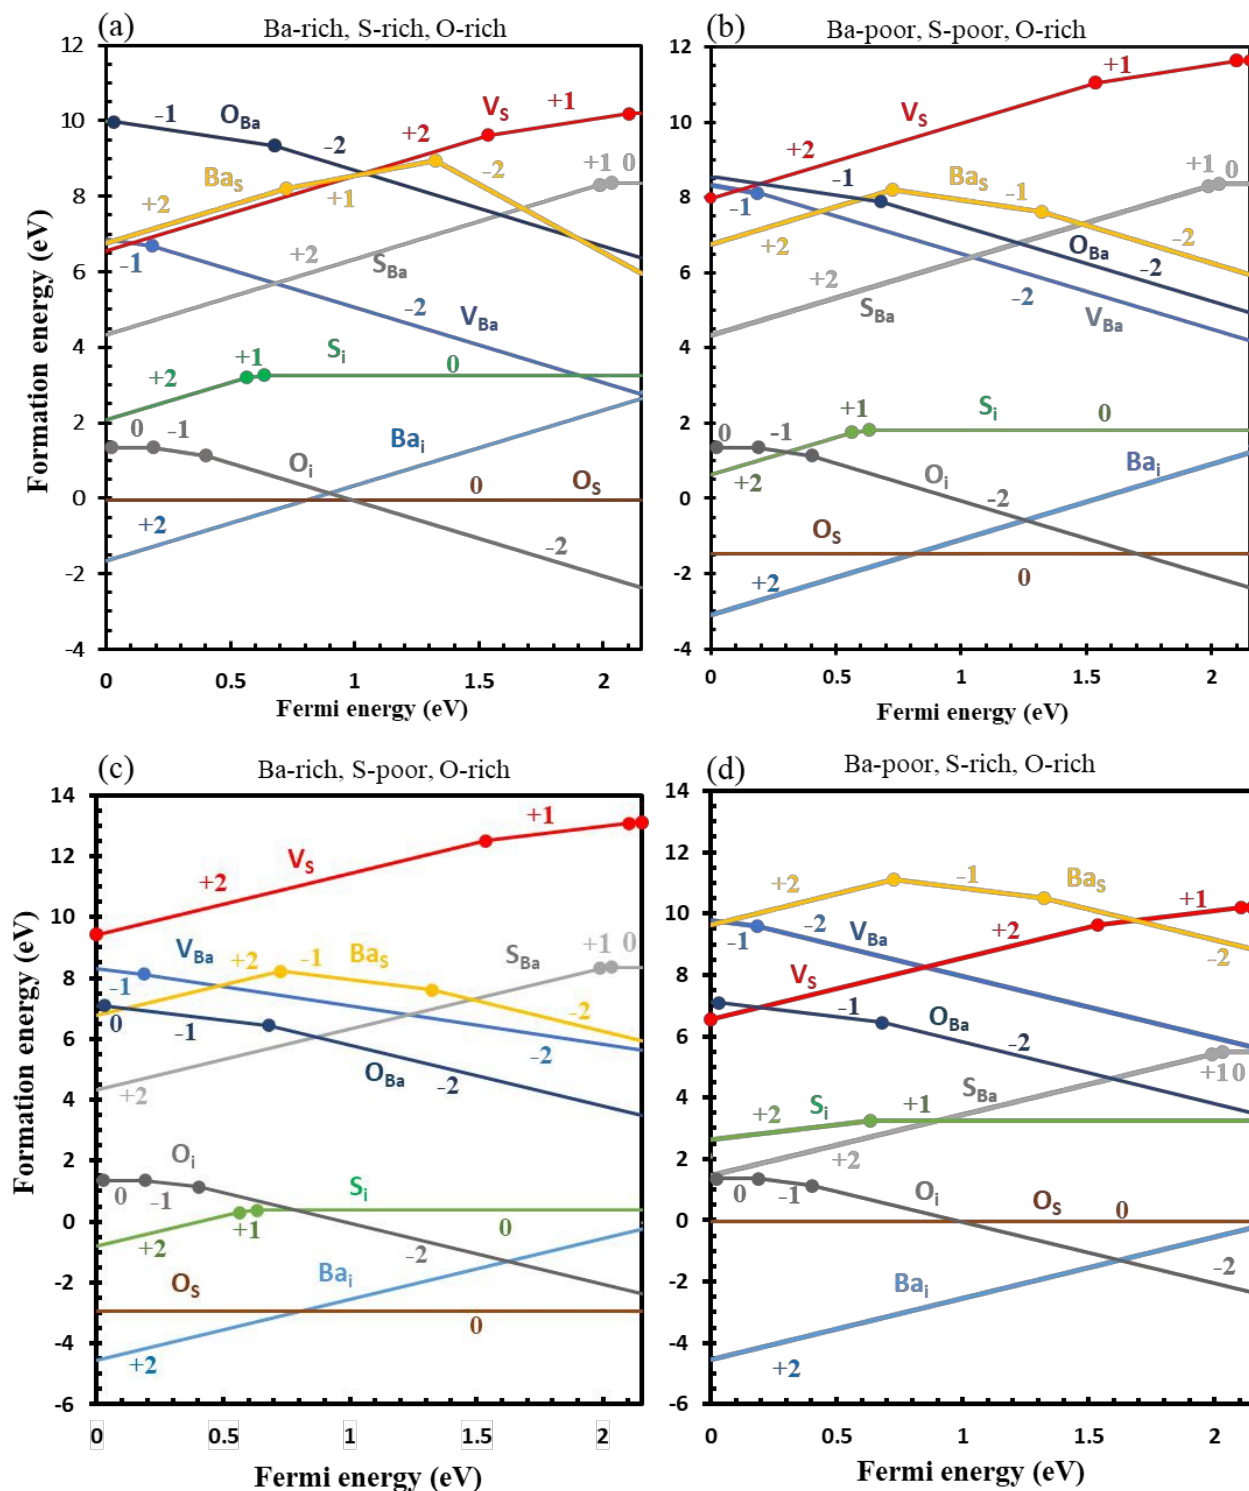 (a)
Ba-rich, S-rich, O-rich
12
10
8
6
4
2
0
-2
-4
Formation energy (eV)
-1
O_Ba
-2
V_S
+1
+2
Ba_S
+2
+1
-2
+1 0
-1
+2
S_Ba
-2
V_Ba
+2
+1
S_i
0
0
-1
O_i
Ba_i
0
O_S
+2
-2
0
0.5
1
1.5
2
Fermi energy (eV)
(b)
Ba-poor, S-poor, O-rich
12
10
8
6
4
2
0
-2
-4
+1
V_S
+2
-1
-1
Ba_S
-1
+2
O_Ba
-2
-2
+2
S_Ba
-2
V_Ba
+1
S_i
0
0
-1
+2
O_i
Ba_i
-2
O_S
0
+2
0
0.5
1
1.5
2
Fermi energy (eV)
(c)
Ba-rich, S-poor, O-rich
14
12
10
8
6
4
2
0
-2
-4
-6
Formation energy (eV)
+1
V_S
+2
V_Ba
+2
-1
Ba_S
S_Ba
+1 0
-1
0
-1
-2
-2
O_Ba
-2
+2
O_i
0
-1
S_i
+2
+1
0
-2
O_S
Ba_i
0
+2
0
0.5
1
1.5
2
Fermi energy (eV)
(d)
Ba-poor, S-rich, O-rich
14
12
10
8
6
4
2
0
-2
-4
-6
+2
-1
Ba_S
+1
-1
-2
V_Ba
+2
-2
V_S
-1
O_Ba
-2
+10
S_i
+1
S_Ba
+2
+2
0
-1
O_i
O_S
0
Ba_i
-2
+2
0
0.5
1
1.5
2
Fermi energy (eV)